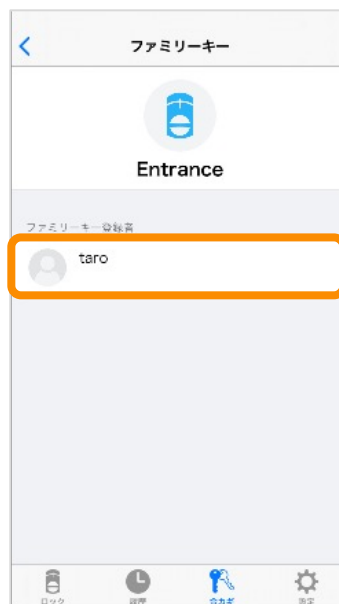 ファミリーキー
Entrance
ファミリーキー登録者
taro
ロック
履歴
合カギ
設定